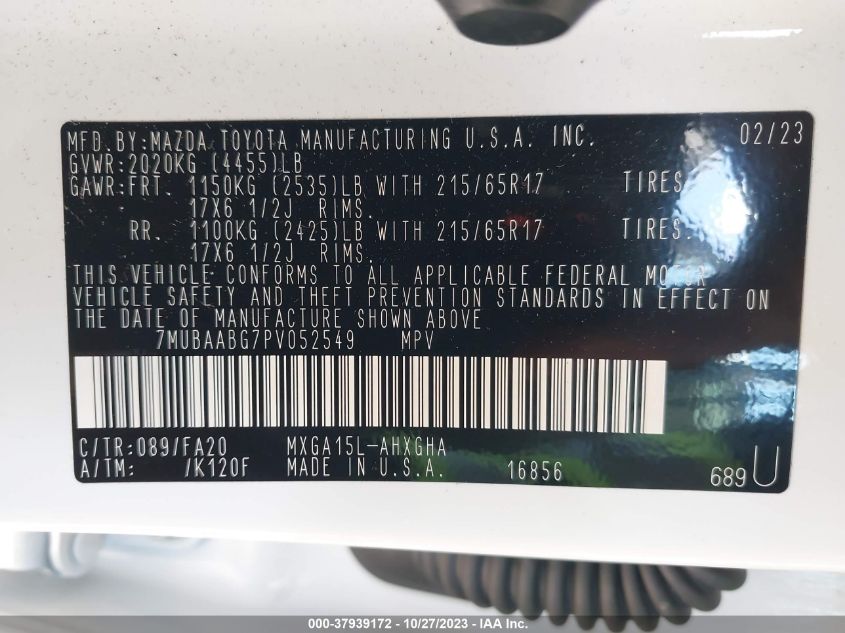 MFD.BY:MAZDA TOYOTA MANUFACTURING U.S.A. INC. 02/23
GVWR:2020KG (4455)LB
GAWR:FRT. 1150KG (2535)LB WITH 215/65R17 TIRES.
17X6 1/2J RIMS.
RR. 1100KG (2425)LB WITH 215/65R17 TIRES.
17X6 1/2J RIMS.
THIS VEHICLE CONFORMS TO ALL APPLICABLE FEDERAL MOTOR
VEHICLE SAFETY AND THEFT PREVENTION STANDARDS IN EFFECT ON
THE DATE OF MANUFACTURE SHOWN ABOVE
7MUBAABG7PV052549 MPV
C/TR:089/FA20 MXGA15L-AHXGHA
A/TM: /K120F MADE IN U.S.A. 16856 689U
000-37939172 - 10/27/2023 - IAA Inc.